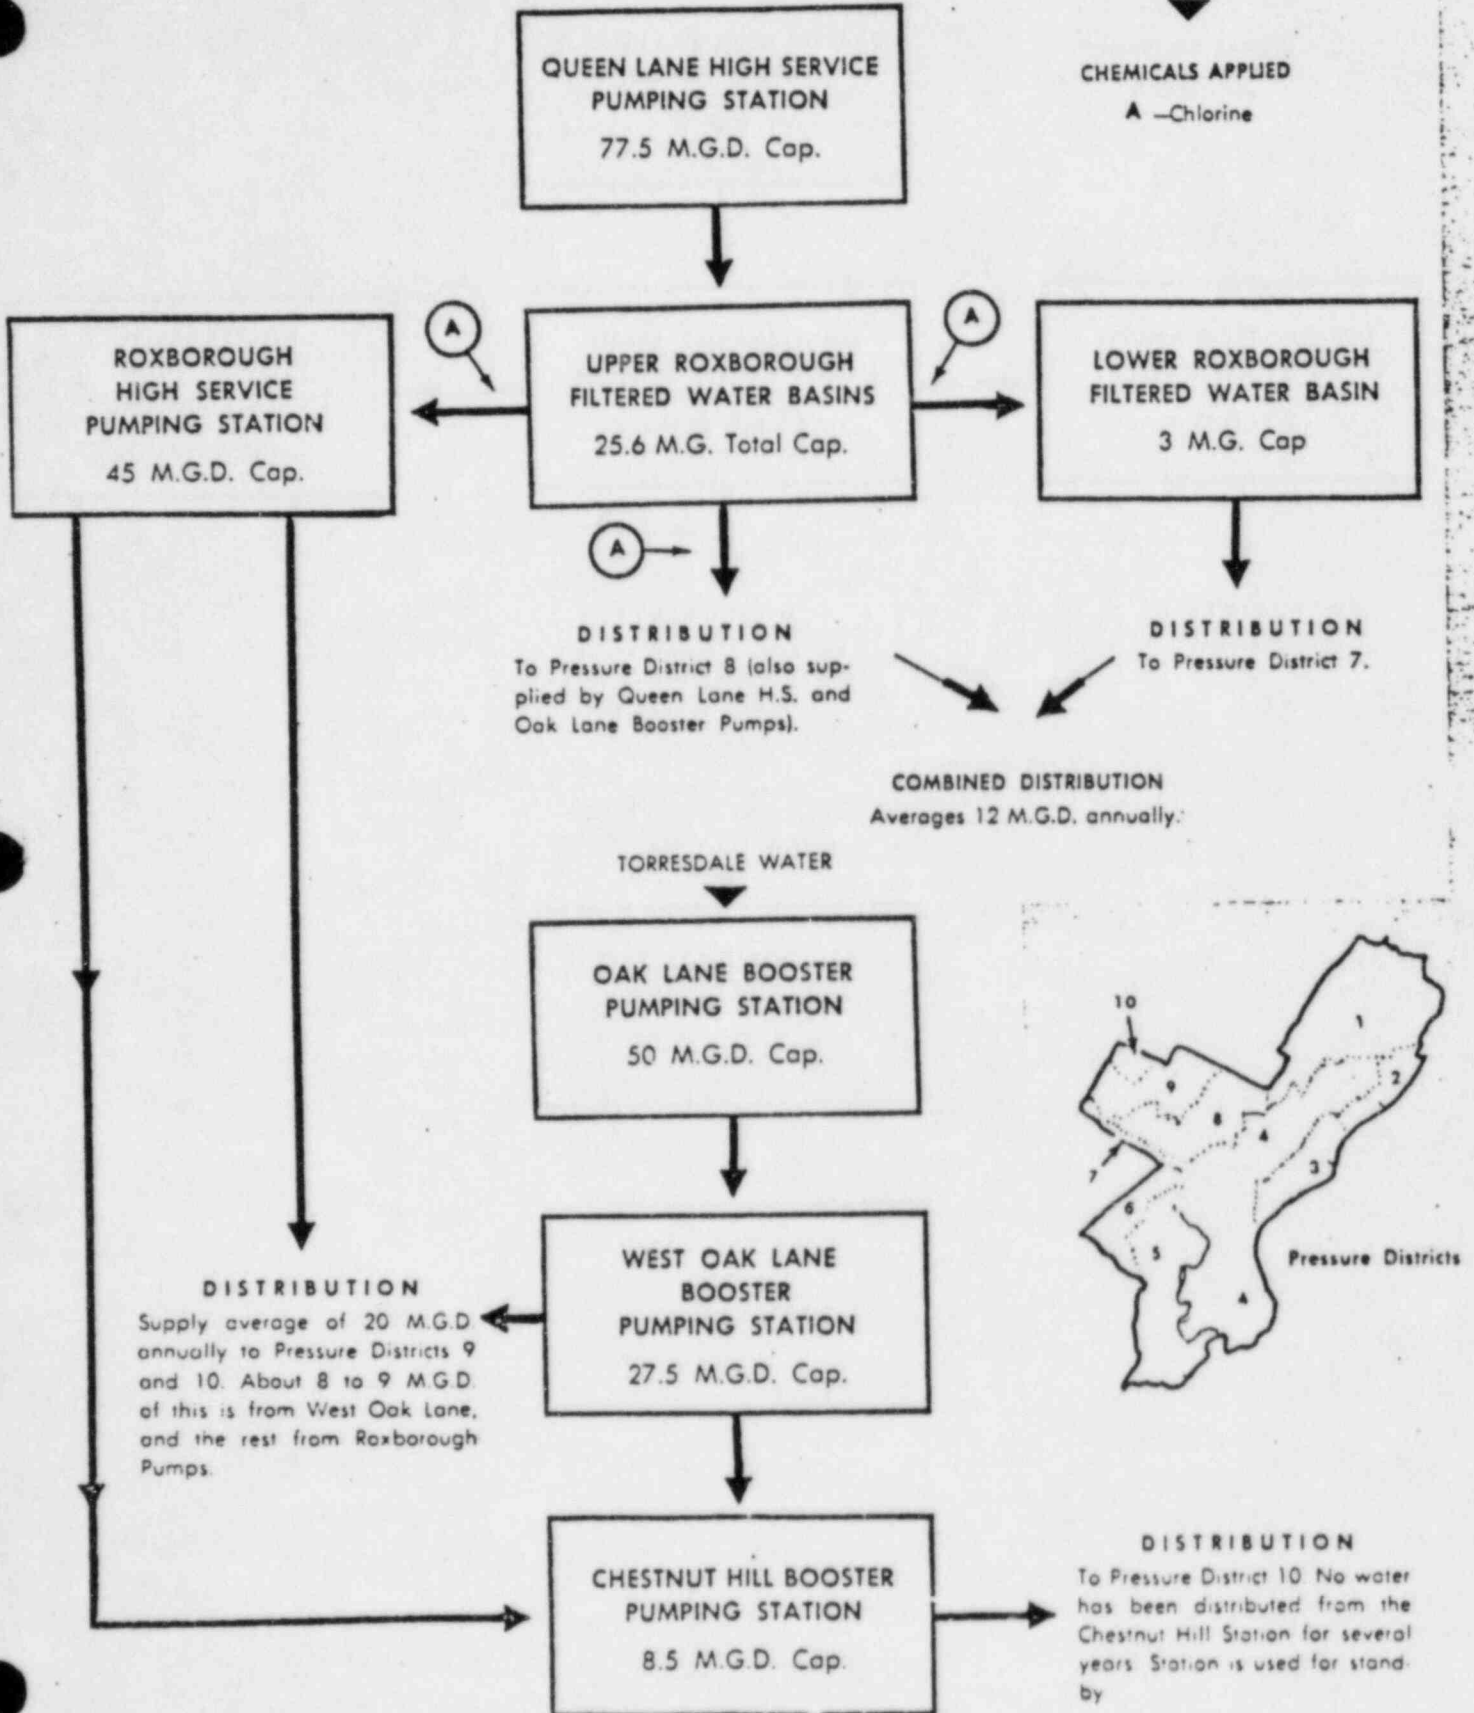 QUEEN LANE HIGH SERVICE
PUMPING STATION
77.5 M.G.D. Cap.
CHEMICALS APPLIED
A —Chlorine
ROXBOROUGH
HIGH SERVICE
PUMPING STATION
45 M.G.D. Cap.
A
UPPER ROXBOROUGH
FILTERED WATER BASINS
25.6 M.G. Total Cap.
A
LOWER ROXBOROUGH
FILTERED WATER BASIN
3 M.G. Cap
A
DISTRIBUTION
To Pressure District 8 (also sup-
plied by Queen Lane H.S. and
Oak Lane Booster Pumps).
DISTRIBUTION
To Pressure District 7.
COMBINED DISTRIBUTION
Averages 12 M.G.D. annually.
TORRESDALE WATER
OAK LANE BOOSTER
PUMPING STATION
50 M.G.D. Cap.
10
1
9
2
8
4
3
7
6
5
4
Pressure Districts
WEST OAK LANE
BOOSTER
PUMPING STATION
27.5 M.G.D. Cap.
DISTRIBUTION
Supply average of 20 M.G.D.
annually to Pressure Districts 9
and 10. About 8 to 9 M.G.D.
of this is from West Oak Lane,
and the rest from Roxborough
Pumps.
CHESTNUT HILL BOOSTER
PUMPING STATION
8.5 M.G.D. Cap.
DISTRIBUTION
To Pressure District 10. No water
has been distributed from the
Chestnut Hill Station for several
years. Station is used for stand-
by